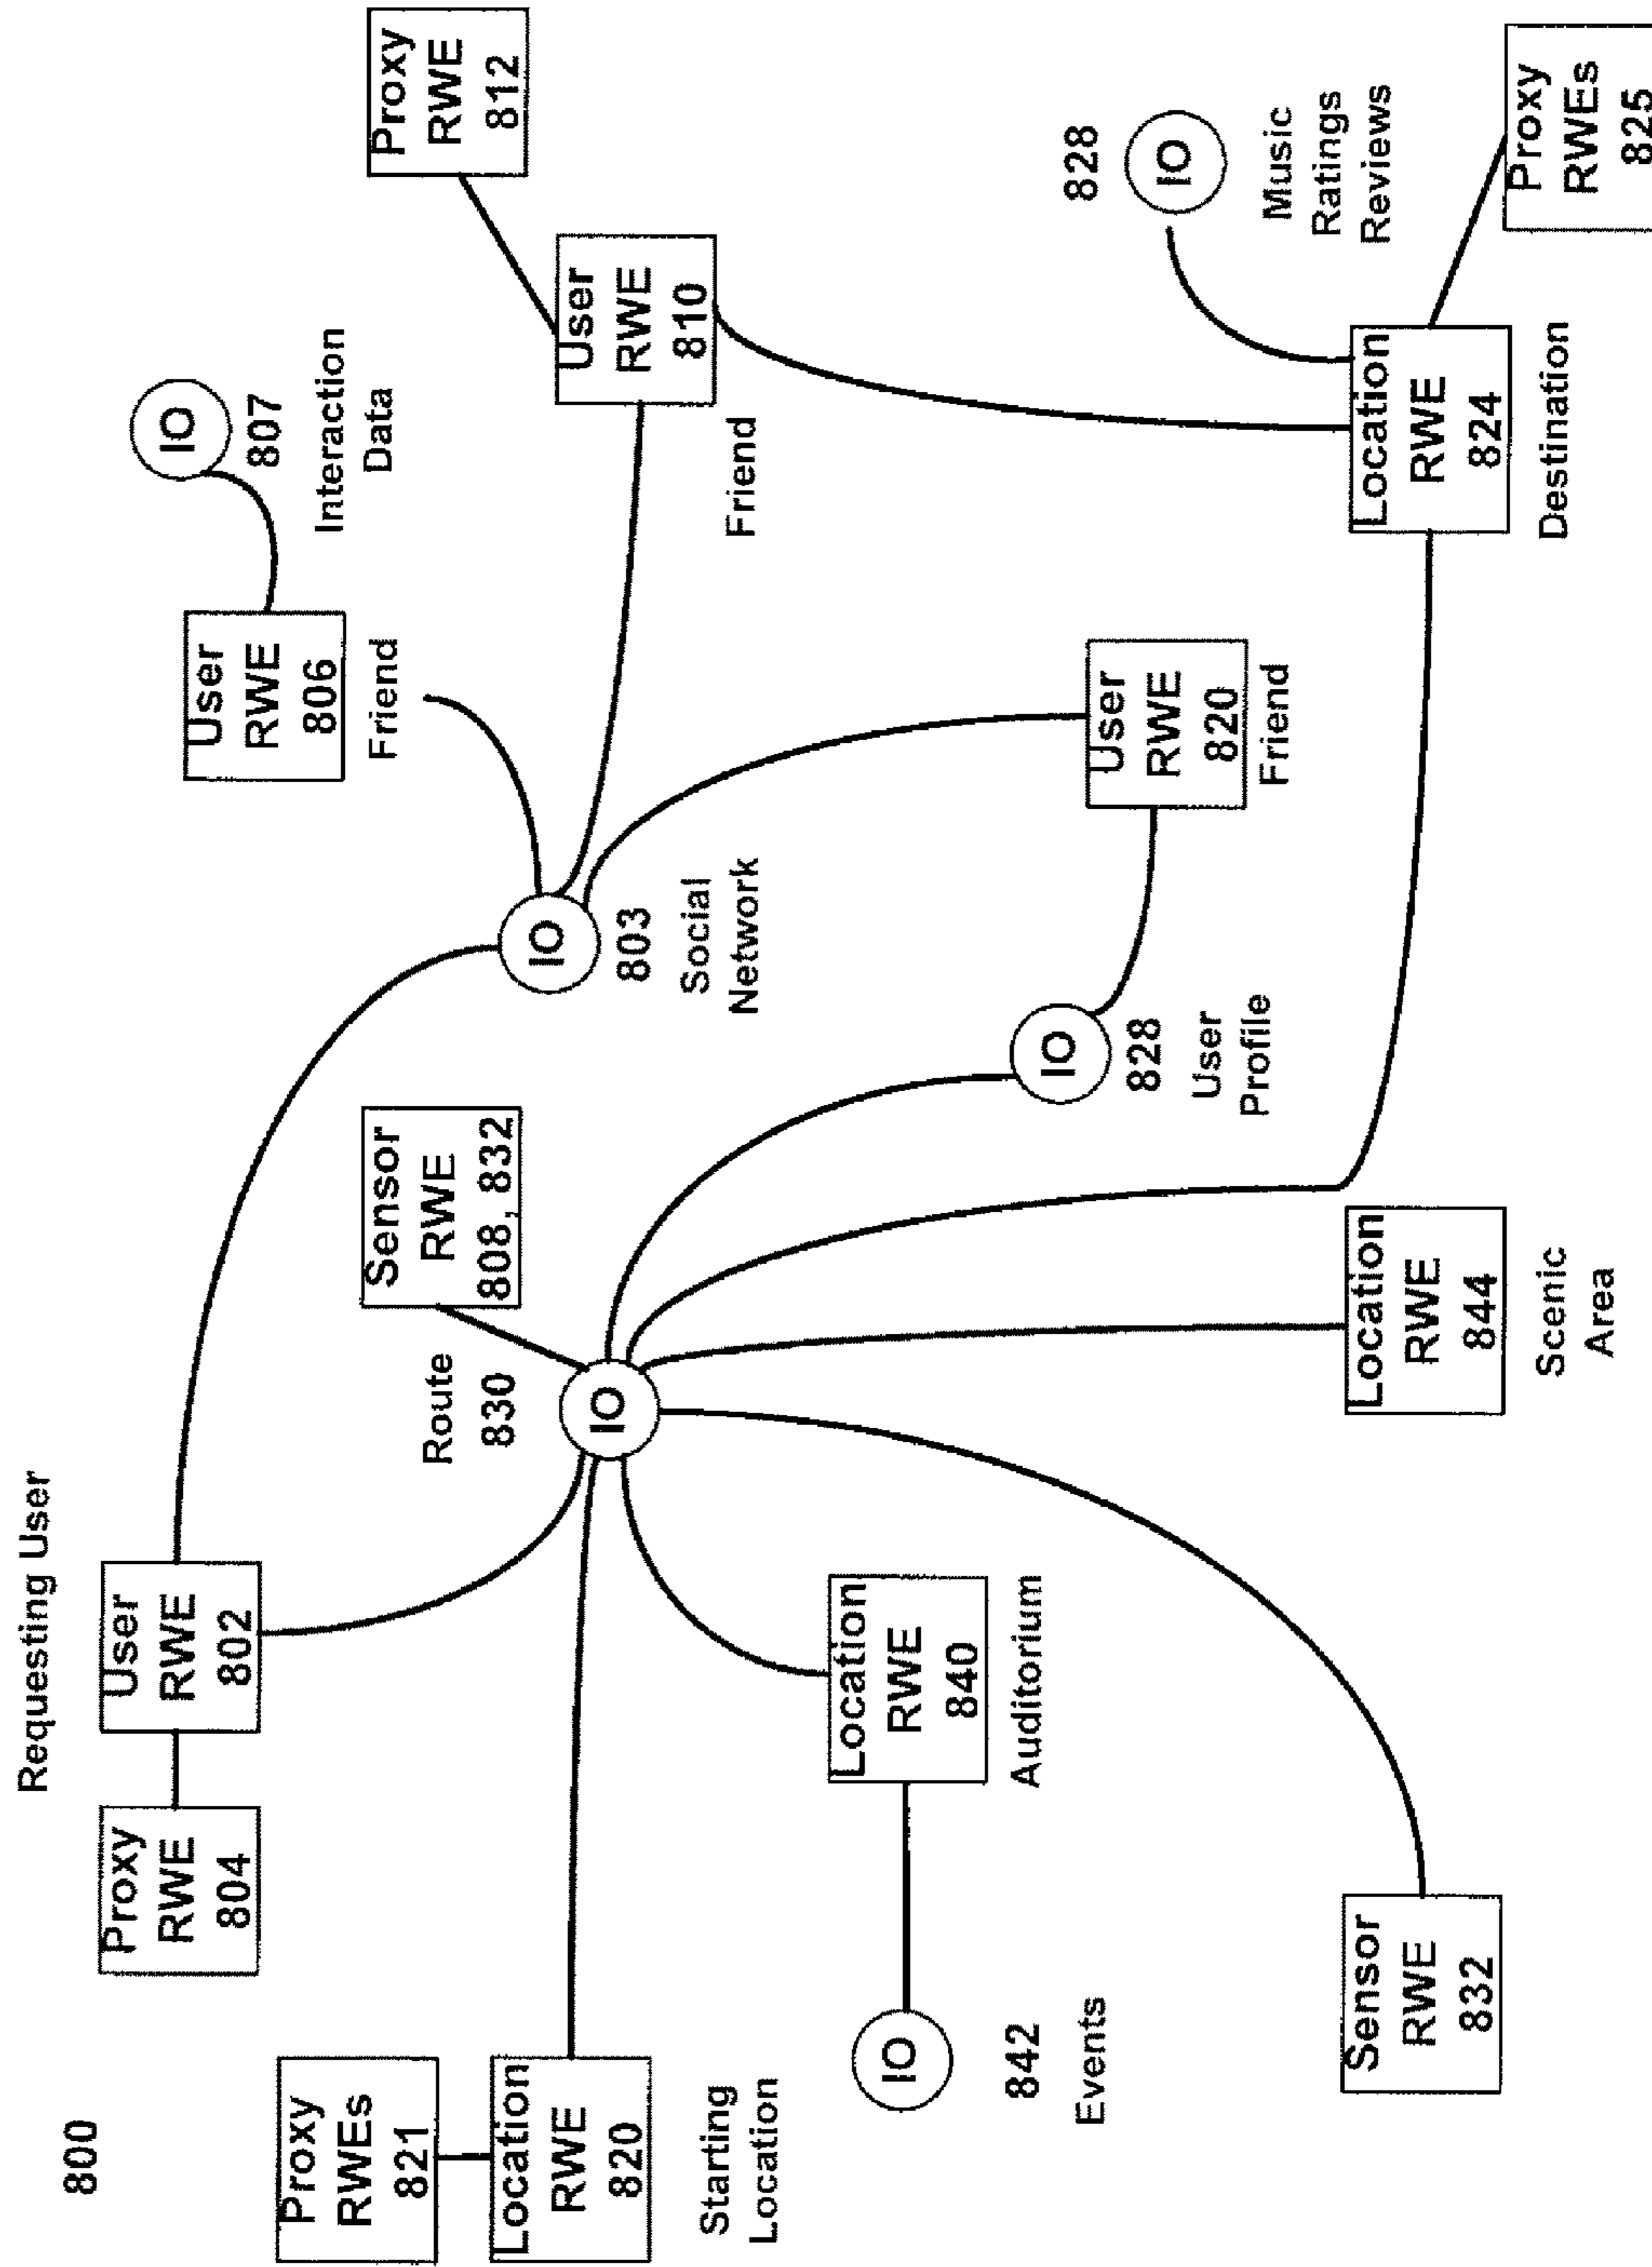 800
Requesting User
Proxy
RWE
804
User
RWE
802
Proxy
RWEs
821
Location
RWE
820
Starting
Location
Route
830
IO
Sensor
RWE
808, 832
IO
803
Social
Network
User
RWE
806
Friend
IO
807
Interaction
Data
Proxy
RWE
812
User
RWE
810
Friend
IO
842
Events
Location
RWE
840
Auditorium
IO
828
User
Profile
User
RWE
820
Friend
828
IO
Music
Ratings
Reviews
Sensor
RWE
832
Location
RWE
844
Scenic
Area
Location
RWE
824
Destination
Proxy
RWEs
825